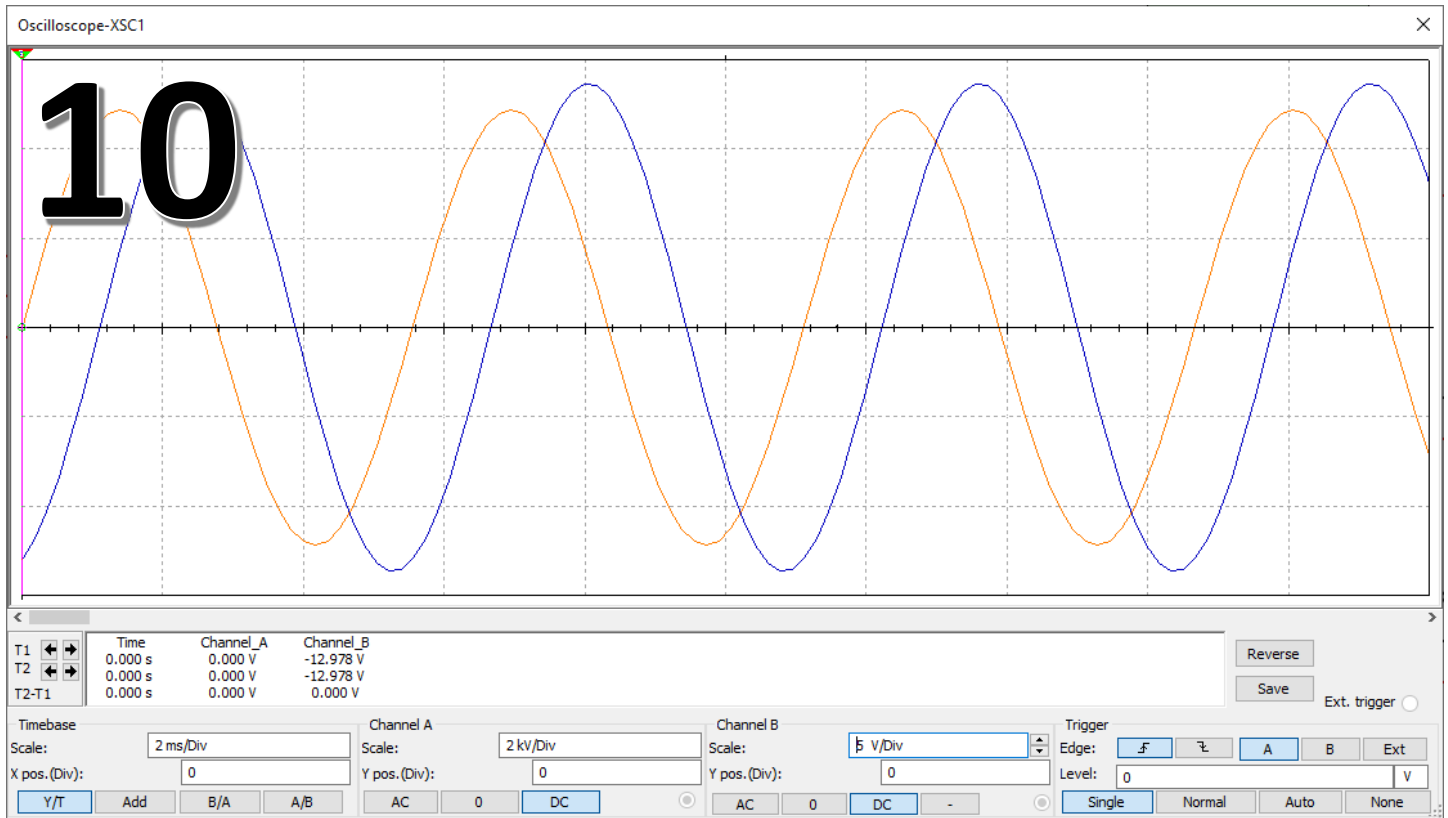 Oscilloscope-XSC1
10
T1
T2
T2-T1
Time Channel_A Channel_B
0.000 s 0.000 V -12.978 V
0.000 s 0.000 V -12.978 V
0.000 s 0.000 V 0.000 V
Reverse
Save
Ext. trigger
Timebase
Scale: 2 ms/Div
X pos.(Div): 0
Y/T Add B/A A/B
Channel A
Scale: 2 kV/Div
Y pos.(Div): 0
AC 0 DC
Channel B
Scale: 5 V/Div
Y pos.(Div): 0
AC 0 DC -
Trigger
Edge: A B Ext
Level: 0 V
Single Normal Auto None